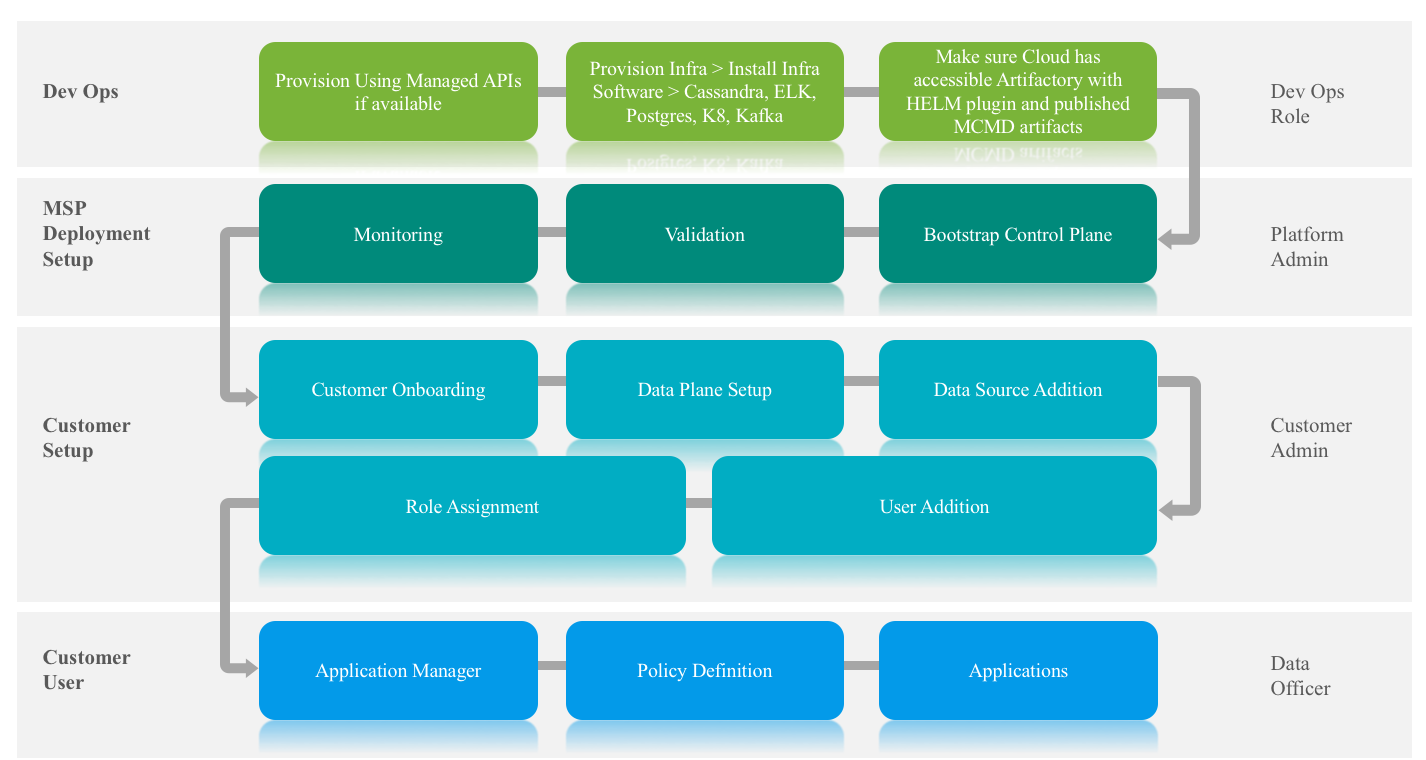 Dev Ops
Provision Using Managed APIs
if available
Provision Infra > Install Infra
Software > Cassandra, ELK,
Postgres, K8, Kafka
Make sure Cloud has
accessible Artifactory with
HELM plugin and published
MCMD artifacts
Dev Ops
Role
MSP
Deployment
Setup
Monitoring
Validation
Bootstrap Control Plane
Platform
Admin
Customer
Setup
Customer Onboarding
Data Plane Setup
Data Source Addition
Role Assignment
User Addition
Customer
Admin
Customer
User
Application Manager
Policy Definition
Applications
Data
Officer